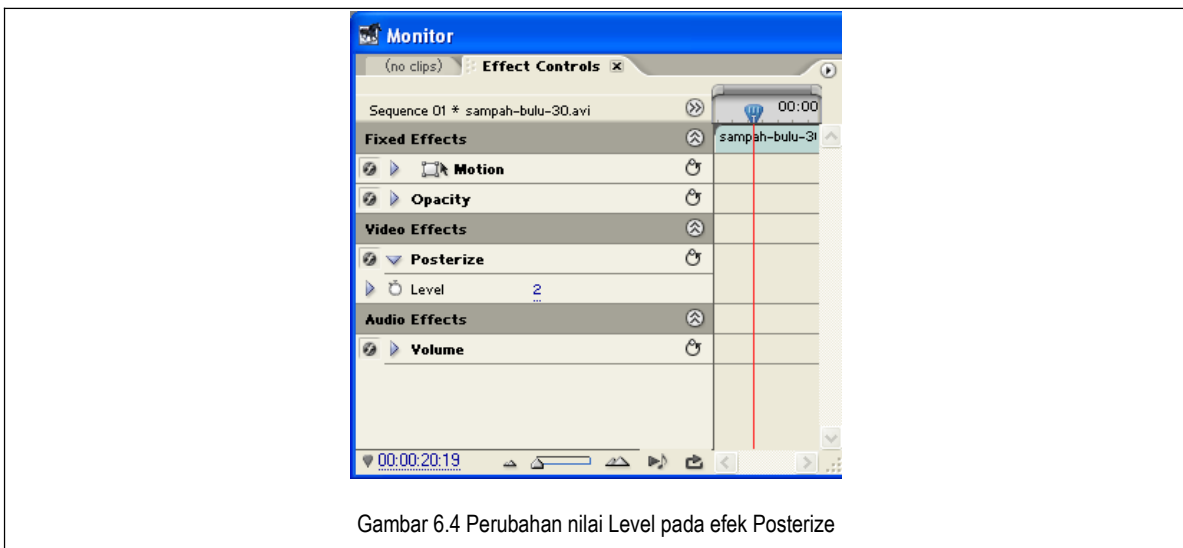 Monitor
(no clips) Effect Controls
Sequence 01 * sampah-bulu-30.avi 00:00
Fixed Effects sampah-bulu-3
Motion
Opacity
Video Effects
Posterize
Level 2
Audio Effects
Volume
00:00:20:19
Gambar 6.4 Perubahan nilai Level pada efek Posterize